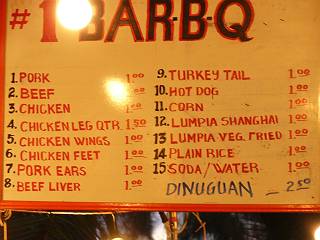 #1 BAR-B-Q
1. PORK 1.00
2. BEEF 1.00
3. CHICKEN 1.00
4. CHICKEN LEG QTR. 1.50
5. CHICKEN WINGS 1.00
6. CHICKEN FEET 1.00
7. PORK EARS 1.00
8. BEEF LIVER 1.00
9. TURKEY TAIL 1.00
10. HOT DOG 1.00
11. CORN 1.00
12. LUMPIA SHANGHAI 1.00
13. LUMPIA VEG. FRIED 1.00
14 PLAIN RICE 1.00
15 SODA/WATER 1.00
DINUGUAN - 2.50